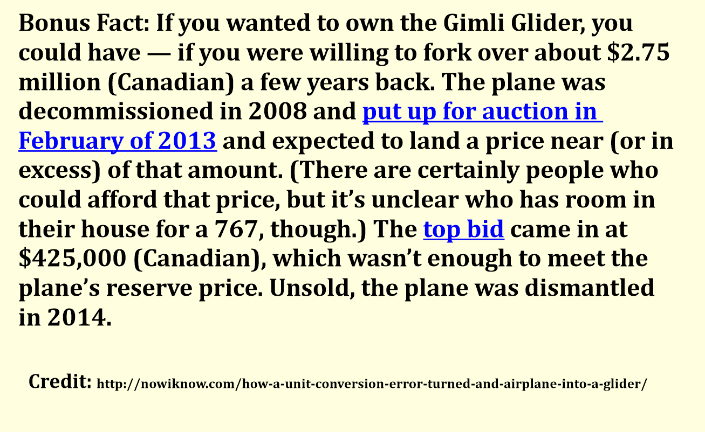 Bonus Fact: If you wanted to own the Gimli Glider, you
could have — if you were willing to fork over about $2.75
million (Canadian) a few years back. The plane was
decommissioned in 2008 and put up for auction in
February of 2013 and expected to land a price near (or in
excess) of that amount. (There are certainly people who
could afford that price, but it’s unclear who has room in
their house for a 767, though.) The top bid came in at
$425,000 (Canadian), which wasn’t enough to meet the
plane’s reserve price. Unsold, the plane was dismantled
in 2014.
Credit: http://nowiknow.com/how-a-unit-conversion-error-turned-and-airplane-into-a-glider/